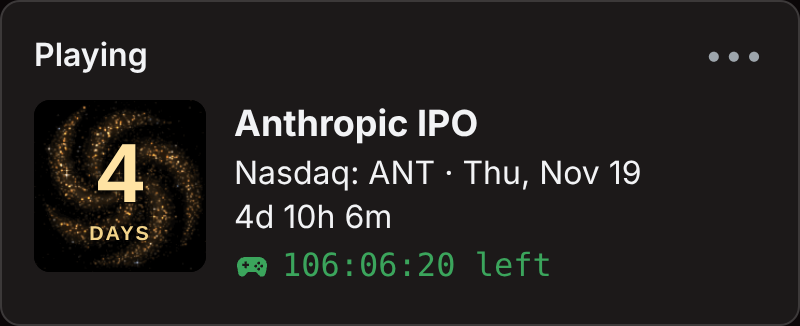 Playing
4
DAYS
Anthropic IPO
Nasdaq: ANT · Thu, Nov 19
4d 10h 6m
106:06:20 left